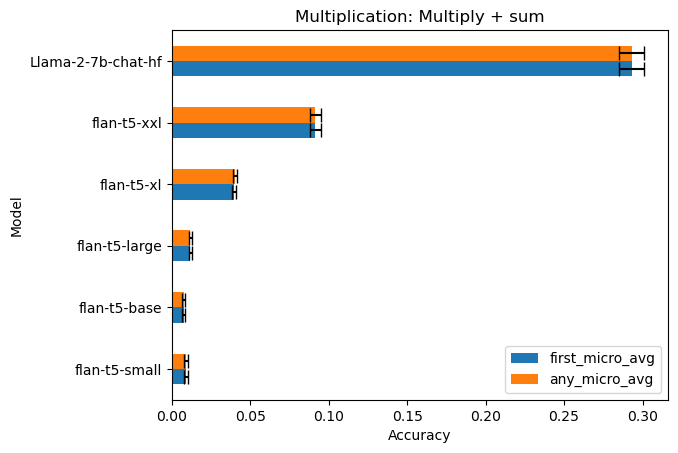 Multiplication: Multiply + sum
Model
Llama-2-7b-chat-hf
flan-t5-xxl
flan-t5-xl
flan-t5-large
flan-t5-base
flan-t5-small
first_micro_avg
any_micro_avg
0.00 0.05 0.10 0.15 0.20 0.25 0.30
Accuracy